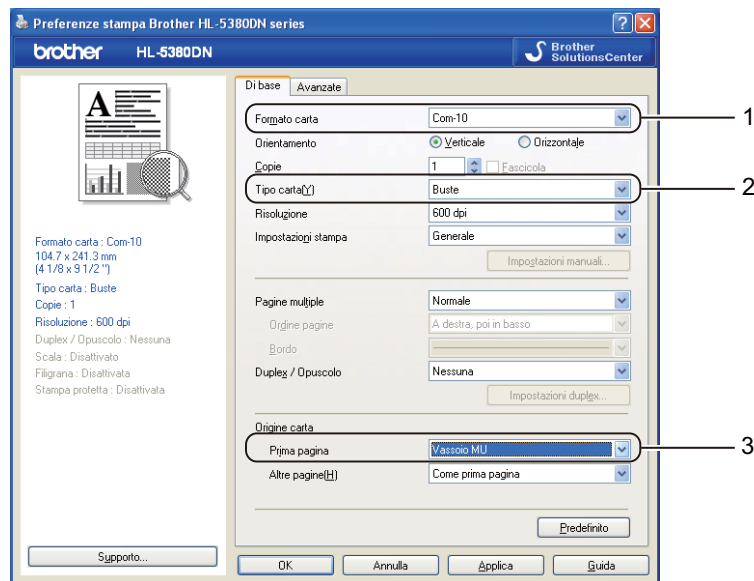 Preferenze stampa Brother HL-5380DN series
brother HL-5380DN
Brother
SolutionsCenter
Di base Avanzate
Formato carta Com-10 1
Orientamento Verticale Orizzontale
Copie 1 Fascicola
Tipo carta(Y) Buste 2
Risoluzione 600 dpi
Impostazioni stampa Generale
Impostazioni manuali...
Pagine multiple Normale
Ordine pagine A destra, poi in basso
Bordo
Duplex / Opuscolo Nessuna
Impostazioni duplex...
Origine carta
Prima pagina Vassoio MU 3
Altre pagine(H) Come prima pagina
Predefinito
A
Formato carta : Com-10
104.7 x 241.3 mm
(4 1/8 x 9 1/2 ")
Tipo carta : Buste
Copie : 1
Risoluzione : 600 dpi
Duplex / Opuscolo : Nessuna
Scala : Disattivato
Filigrana : Disattivata
Stampa protetta : Disattivata
Supporto...
OK Annulla Applica Guida